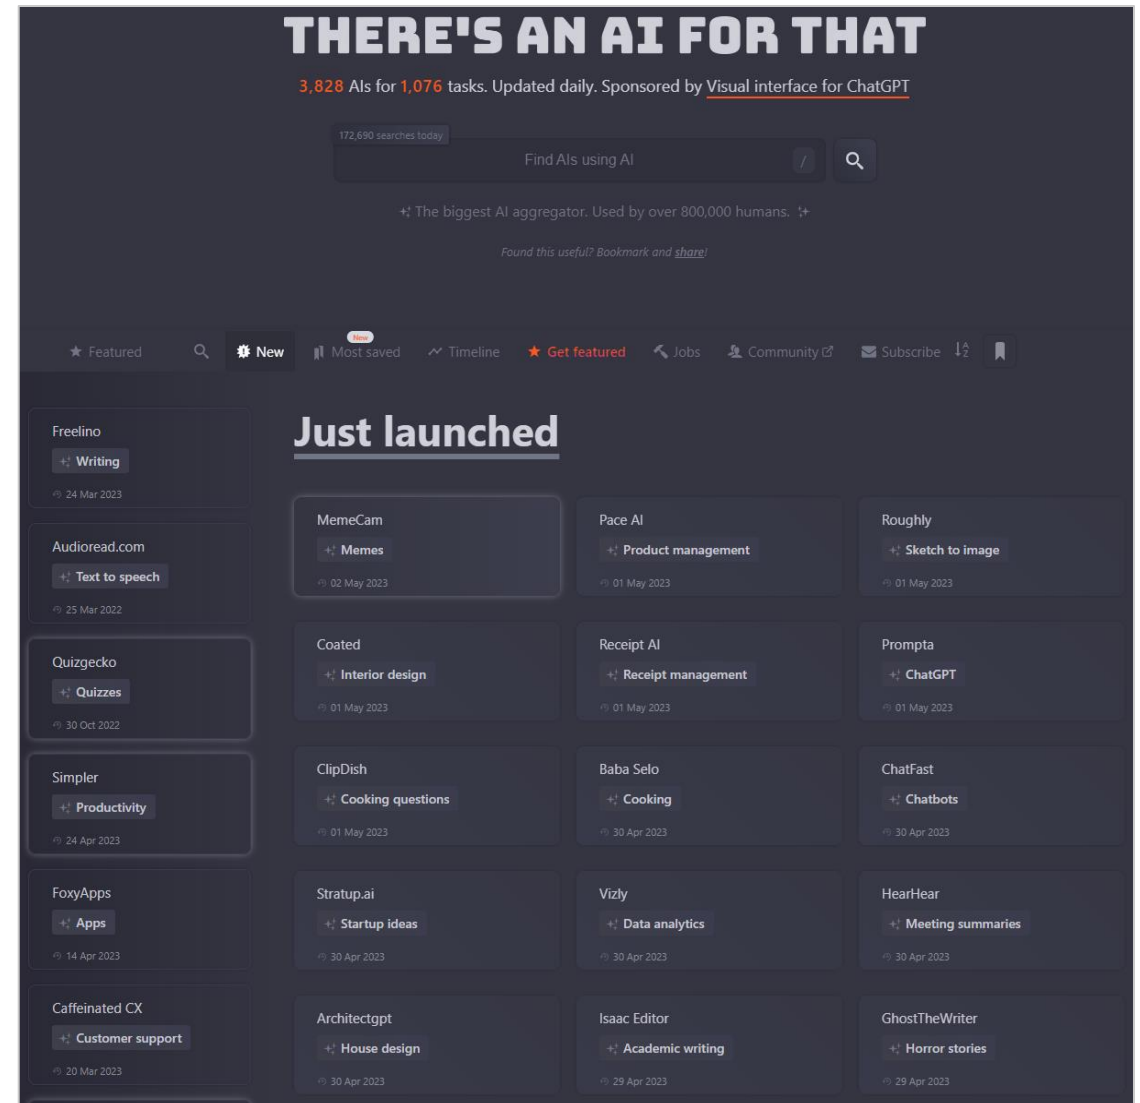 THERE'S AN AI FOR THAT
3,828 AIs for 1,076 tasks. Updated daily. Sponsored by Visual interface for ChatGPT
172,690 searches today
Find AIs using AI
/
The biggest AI aggregator. Used by over 800,000 humans.
Found this useful? Bookmark and share!
New
Featured New Most saved Timeline Get featured Jobs Community Subscribe
Freelino
Writing
24 Mar 2023
Audioread.com
Text to speech
25 Mar 2022
Quizgecko
Quizzes
30 Oct 2022
Simpler
Productivity
24 Apr 2023
FoxyApps
Apps
14 Apr 2023
Caffeinated CX
Customer support
20 Mar 2023
Just launched
MemeCam
Memes
02 May 2023
Pace AI
Product management
01 May 2023
Roughly
Sketch to image
01 May 2023
Coated
Interior design
01 May 2023
Receipt AI
Receipt management
01 May 2023
Prompta
ChatGPT
01 May 2023
ClipDish
Cooking questions
01 May 2023
Baba Selo
Cooking
30 Apr 2023
ChatFast
Chatbots
30 Apr 2023
Stratup.ai
Startup ideas
30 Apr 2023
Vizly
Data analytics
30 Apr 2023
HearHear
Meeting summaries
30 Apr 2023
Architectgpt
House design
30 Apr 2023
Isaac Editor
Academic writing
29 Apr 2023
GhostTheWriter
Horror stories
29 Apr 2023